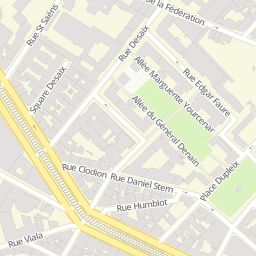 de la Fédération
Rue St Saëns
Rue Desaix
Square Desaix
Allée Marguerite Yourcenar
Rue Edgar Faure
Allée du Général Denain
Rue Clodion
Rue Daniel Stern
Place Dupleix
Rue Humblot
Rue Viala